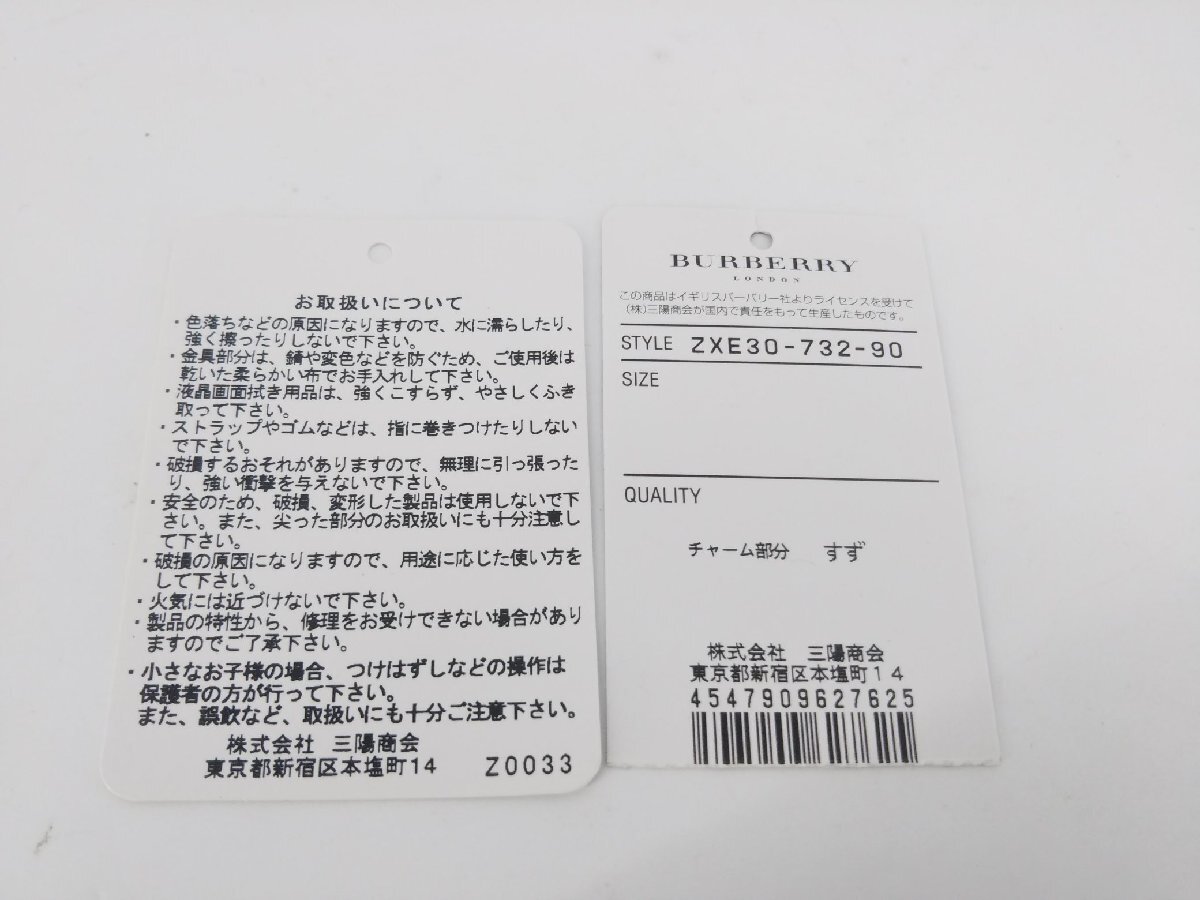 お取扱いについて
・色落ちなどの原因になりますので、水に濡らしたり、
強く擦ったりしないで下さい。
・金具部分は、錆や変色などを防ぐため、ご使用後は
乾いた柔らかい布でお手入れして下さい。
・液晶画面拭き用品は、強くこすらず、やさしくふき
取って下さい。
・ストラップやゴムなどは、指に巻きつけたりしない
で下さい。
・破損するおそれがありますので、無理に引っ張った
り、強い衝撃を与えないで下さい。
・安全のため、破損、変形した製品は使用しないで下
さい。また、尖った部分のお取扱いにも十分注意し
て下さい。
・破損の原因になりますので、用途に応じた使い方を
して下さい。
・火気には近づけないで下さい。
・製品の特性から、修理をお受けできない場合があり
ますのでご了承下さい。
・小さなお子様の場合、つけはずしなどの操作は
保護者の方が行って下さい。
また、誤飲など、取扱いにも十分ご注意下さい。
株式会社 三陽商会
東京都新宿区本塩町14 Z0033
BURBERRY
LONDON
この商品はイギリスバーバリー社よりライセンスを受けて
(株)三陽商会が国内で責任をもって生産したものです。
STYLE ZXE30-732-90
SIZE
QUALITY
チャーム部分 すず
株式会社 三陽商会
東京都新宿区本塩町14
4547909627625